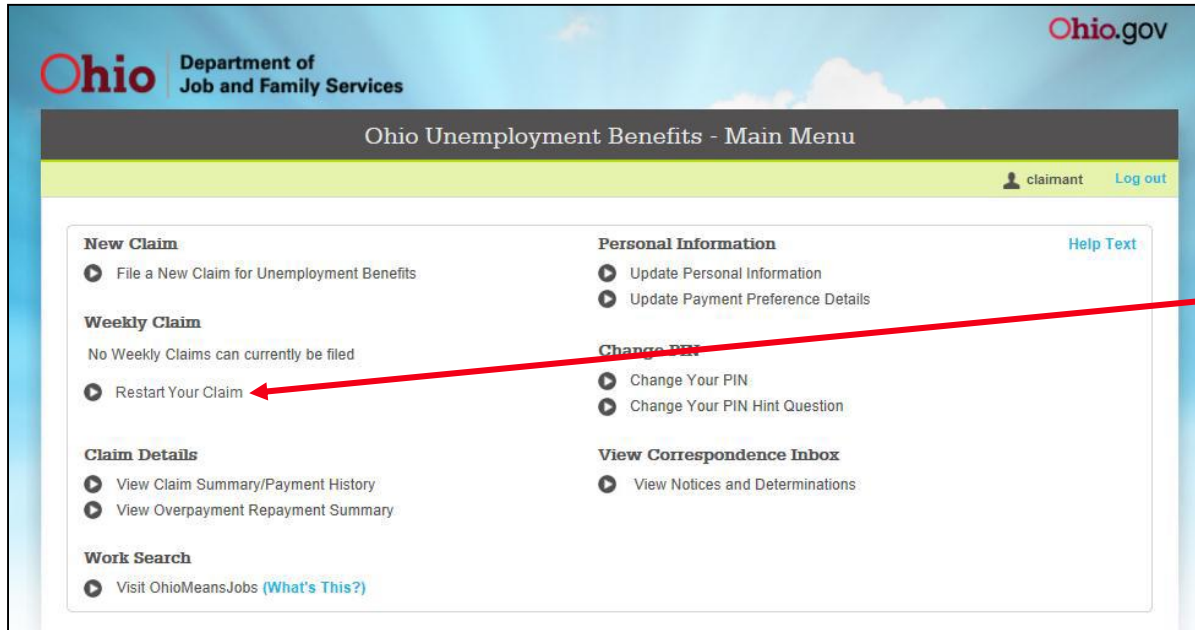 Ohio.gov
Ohio Department of
Job and Family Services
Ohio Unemployment Benefits - Main Menu
claimant Log out
New Claim
File a New Claim for Unemployment Benefits
Weekly Claim
No Weekly Claims can currently be filed
Restart Your Claim
Claim Details
View Claim Summary/Payment History
View Overpayment Repayment Summary
Work Search
Visit OhioMeansJobs (What's This?)
Personal Information
Help Text
Update Personal Information
Update Payment Preference Details
Change PIN
Change Your PIN
Change Your PIN Hint Question
View Correspondence Inbox
View Notices and Determinations